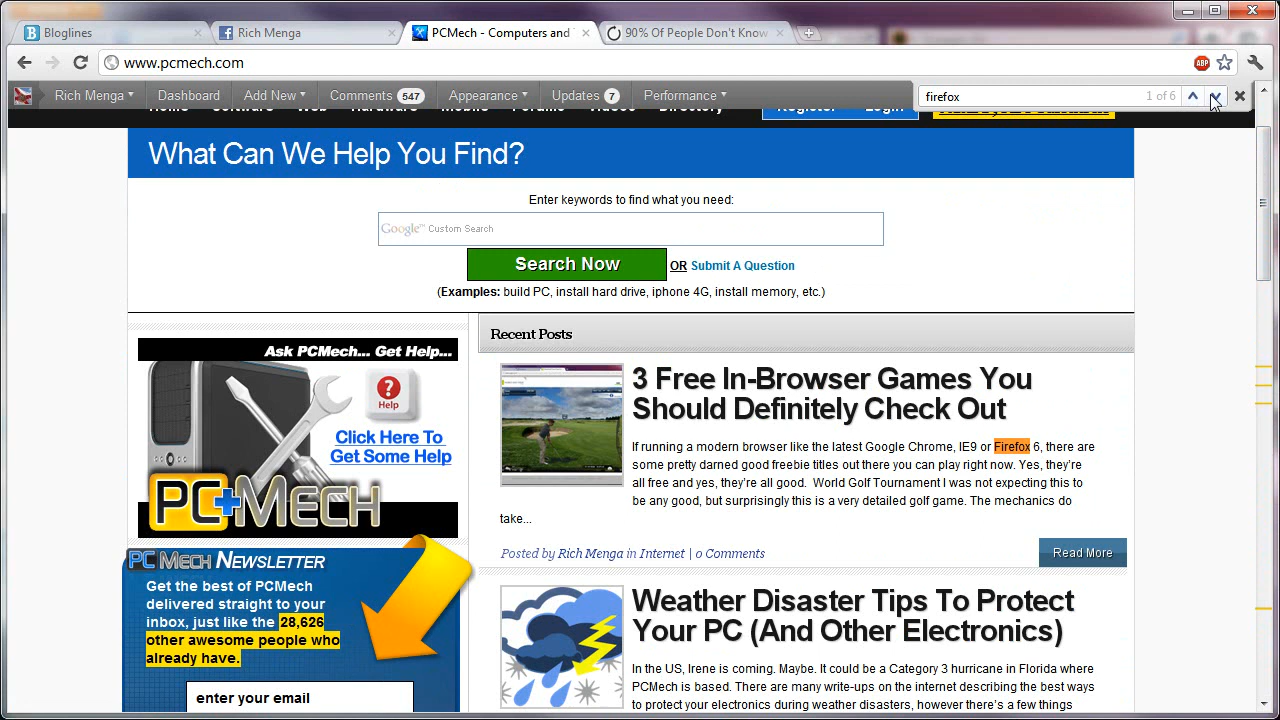 Bloglines
Rich Menga
PCMech - Computers and
90% Of People Don't Know
www.pcmech.com
ABP
Rich Menga
Dashboard
Add New
Comments 547
Appearance
Updates 7
Performance
firefox
1 of 6
What Can We Help You Find?
Enter keywords to find what you need:
Google™ Custom Search
Search Now
OR Submit A Question
(Examples: build PC, install hard drive, iphone 4G, install memory, etc.)
Ask PCMech... Get Help...
Help
Click Here To
Get Some Help
PC+MECH
PC MECH NEWSLETTER
Get the best of PCMech
delivered straight to your
inbox, just like the 28,626
other awesome people who
already have.
enter your email
Recent Posts
3 Free In-Browser Games You
Should Definitely Check Out
If running a modern browser like the latest Google Chrome, IE9 or Firefox 6, there are
some pretty darned good freebie titles out there you can play right now. Yes, they're
all free and yes, they're all good. World Golf Tournament I was not expecting this to
be any good, but surprisingly this is a very detailed golf game. The mechanics do
take...
Posted by Rich Menga in Internet | 0 Comments
Read More
Weather Disaster Tips To Protect
Your PC (And Other Electronics)
In the US, Irene is coming. Maybe. It could be a Category 3 hurricane in Florida where
PCMech is based. There are many write-ups on the internet describing the best ways
to protect your electronics during weather disasters, however there's a few things